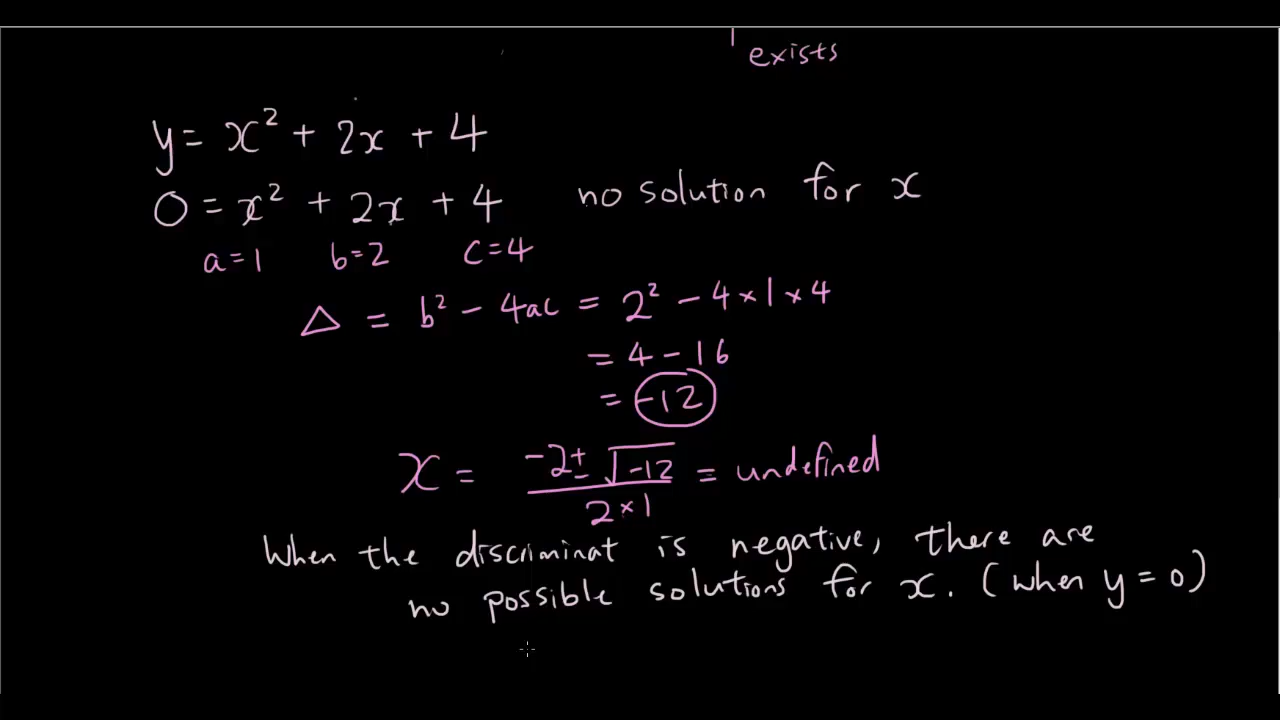 exists
y = x² + 2x + 4
0 = x² + 2x + 4 no solution for x
a=1 b=2 c=4
△ = b² - 4ac = 2² - 4×1×4
= 4 - 16
= -12
x = (-2 ± √-12)/(2×1) = undefined
When the discriminat is negative, there are
no possible solutions for x. (when y = 0)